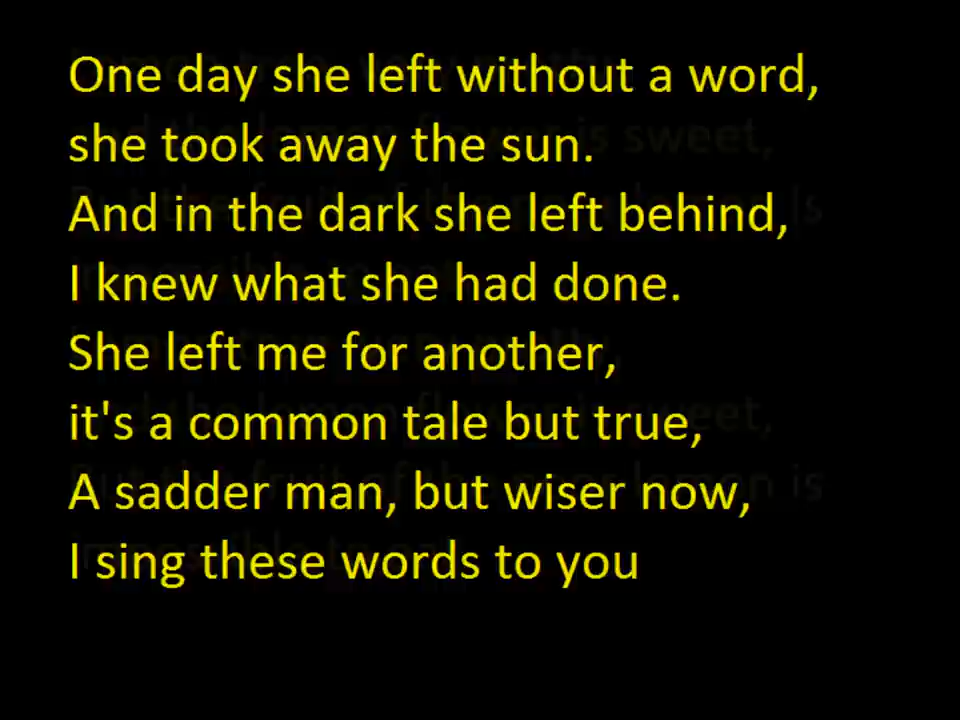 One day she left without a word,
she took away the sun.
And in the dark she left behind,
I knew what she had done.
She left me for another,
it's a common tale but true,
A sadder man, but wiser now,
I sing these words to you